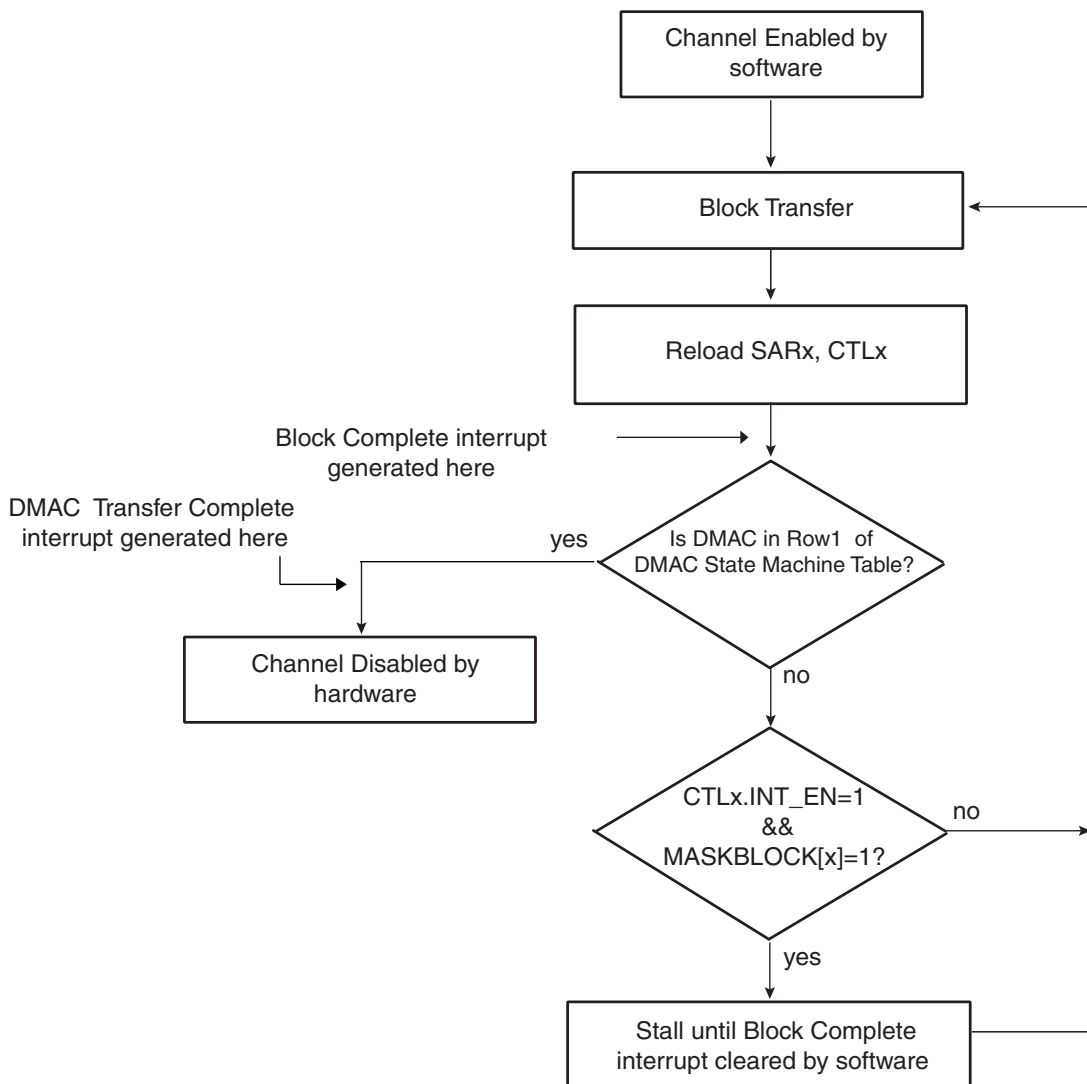 Channel Enabled by
software
Block Transfer
Reload SARx, CTLx
Block Complete interrupt
generated here
DMAC Transfer Complete
interrupt generated here
yes
Is DMAC in Row1 of
DMAC State Machine Table?
Channel Disabled by
hardware
no
CTLx.INT_EN=1
&&
MASKBLOCK[x]=1?
no
yes
Stall until Block Complete
interrupt cleared by software